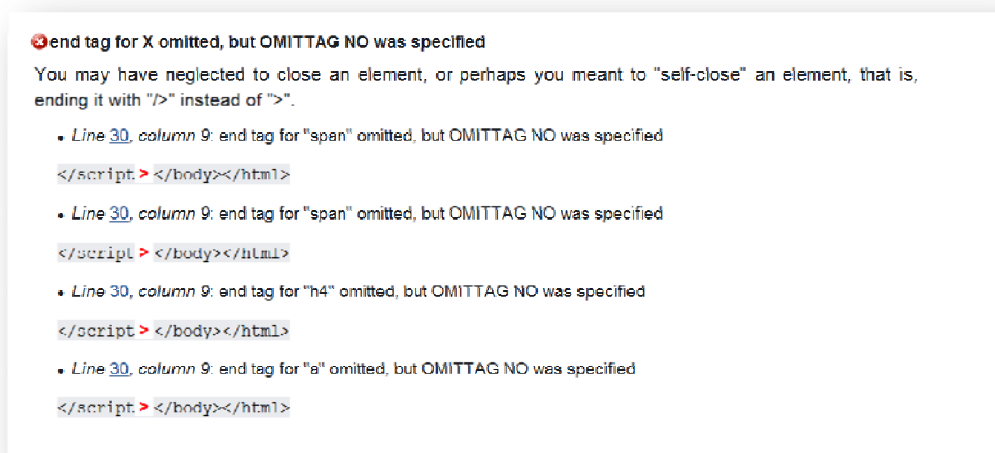 end tag for X omitted, but OMITTAG NO was specified
You may have neglected to close an element, or perhaps you meant to "self-close" an element, that is,
ending it with "/>" instead of ">".
• Line 30, column 9: end tag for "span" omitted, but OMITTAG NO was specified
</script > </body></html>
• Line 30, column 9: end tag for "span" omitted, but OMITTAG NO was specified
</script > </body></html>
• Line 30, column 9: end tag for "h4" omitted, but OMITTAG NO was specified
</script > </body></html>
• Line 30, column 9: end tag for "a" omitted, but OMITTAG NO was specified
</script > </body></html>